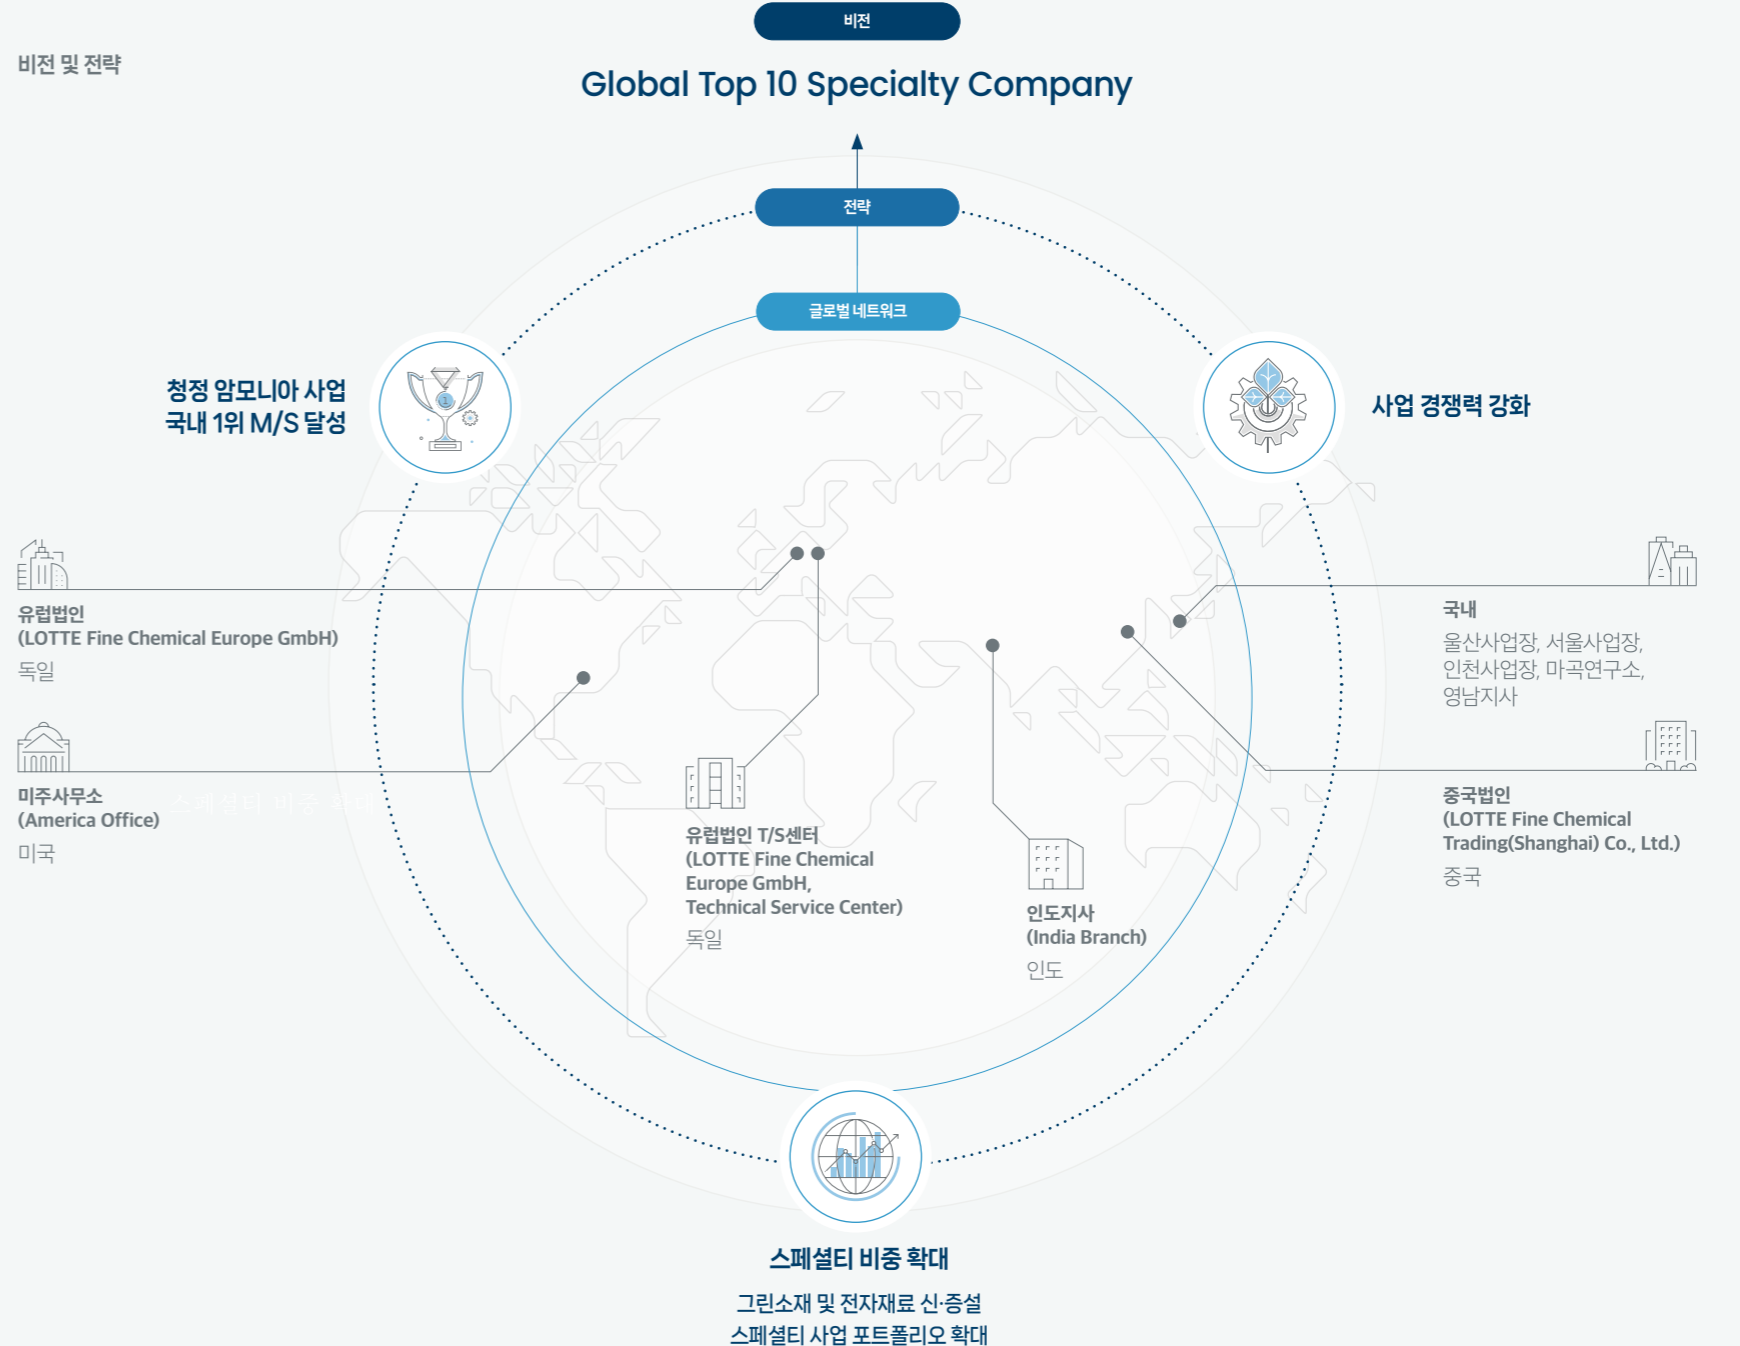 비전
비전 및 전략
Global Top 10 Specialty Company
전략
글로벌 네트워크
청정 암모니아 사업
국내 1위 M/S 달성
사업 경쟁력 강화
유럽법인
(LOTTE Fine Chemical Europe GmbH)
독일
국내
울산사업장, 서울사업장,
인천사업장, 마곡연구소,
영남지사
미주사무소
(America Office)
미국
스페셜티 비중 확대
유럽법인 T/S센터
(LOTTE Fine Chemical
Europe GmbH,
Technical Service Center)
독일
인도지사
(India Branch)
인도
중국법인
(LOTTE Fine Chemical
Trading(Shanghai) Co., Ltd.)
중국
스페셜티 비중 확대
그린소재 및 전자재료 신·증설
스페셜티 사업 포트폴리오 확대